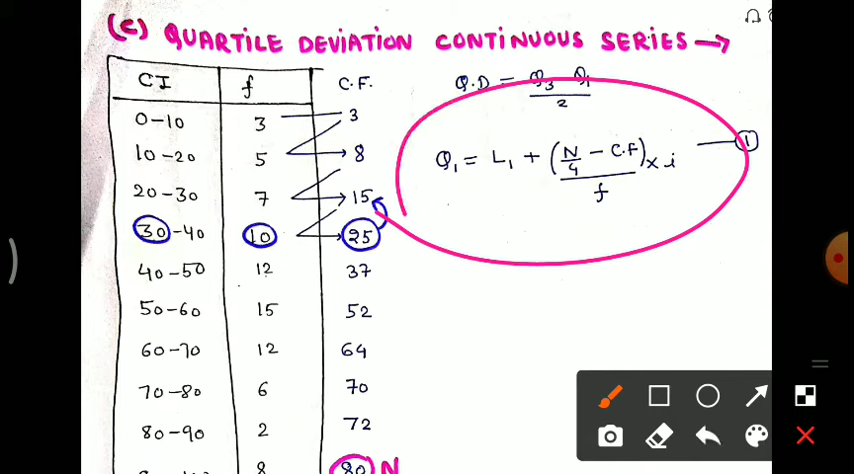 (C) QUARTILE DEVIATION CONTINUOUS SERIES →
CI f C.F.
0-10 3 3
10-20 5 8
20-30 7 15
30-40 10 25
40-50 12 37
50-60 15 52
60-70 12 64
70-80 6 70
80-90 2 72
8 80 N
Q.D = Q3 Q1 / 2
Q1 = L1 + (N/4 - C.F) / f × i — 1